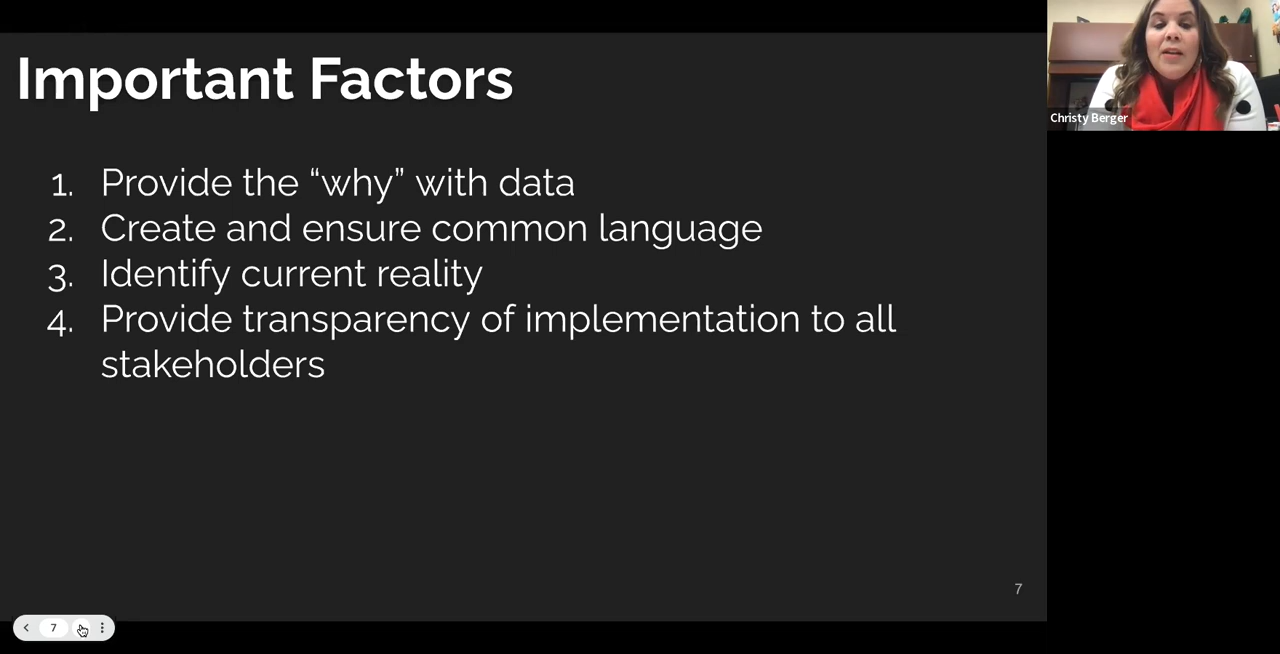 Important Factors
1. Provide the “why” with data
2. Create and ensure common language
3. Identify current reality
4. Provide transparency of implementation to all
stakeholders
Christy Berger
7
7